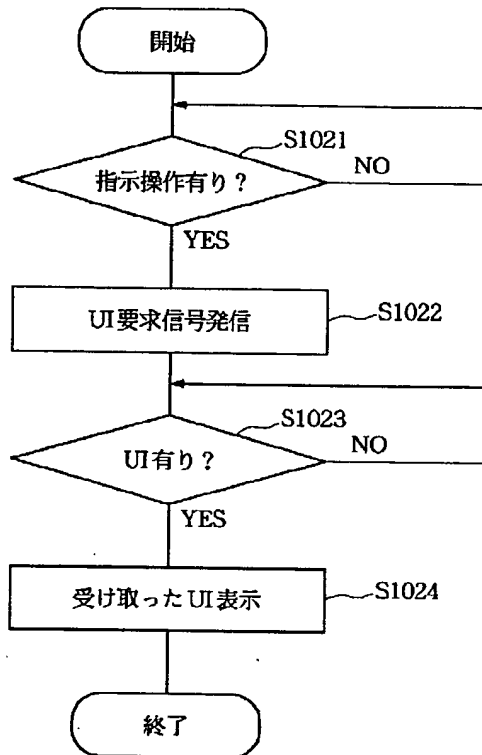 開始
S1021
指示操作有り?
NO
YES
UI要求信号発信
S1022
S1023
UI有り?
NO
YES
受け取ったUI表示
S1024
終了